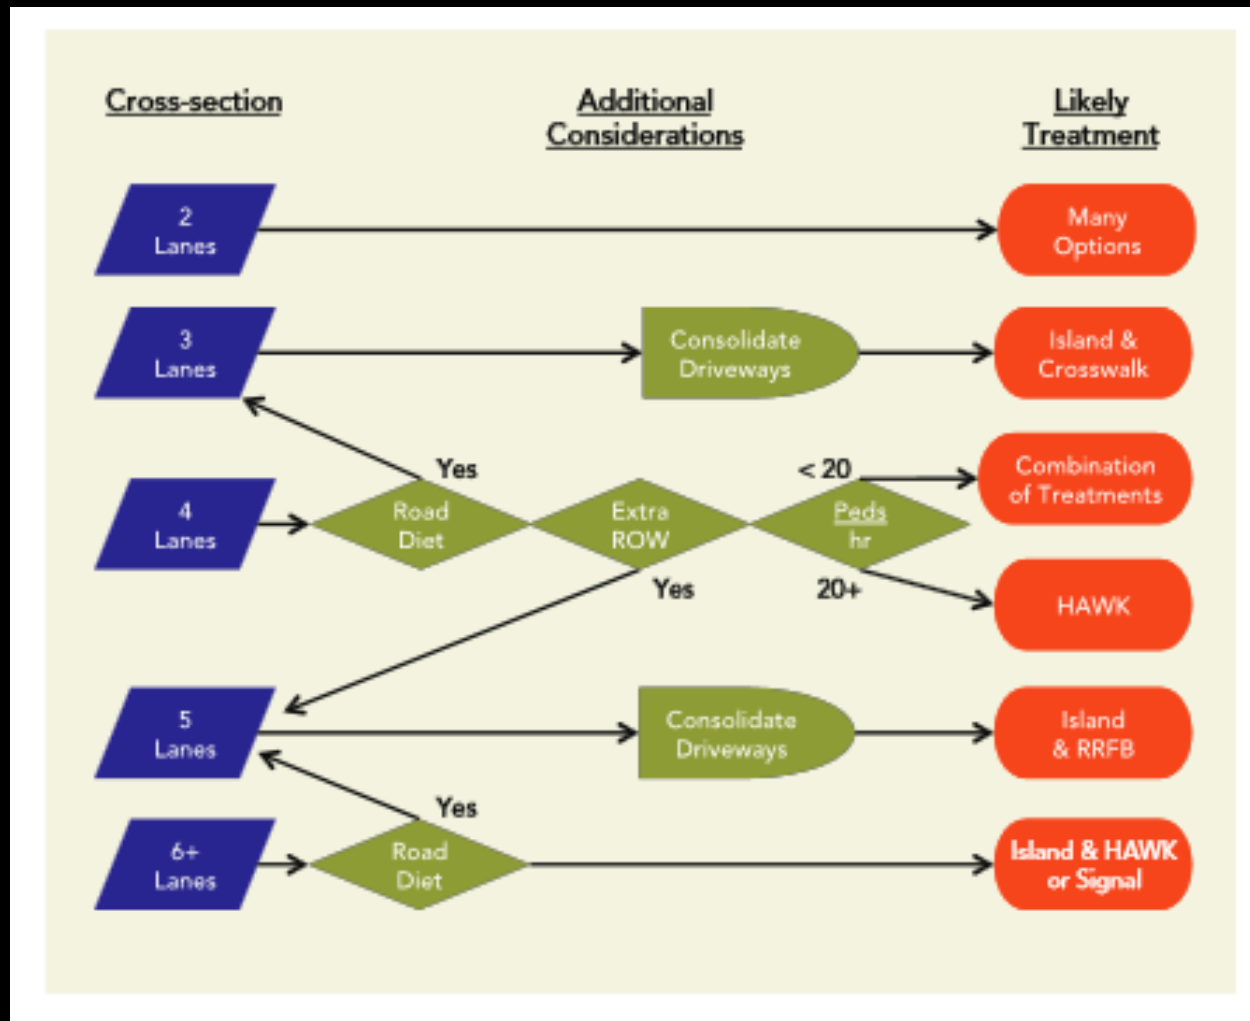 Cross-section
Additional
Considerations
Likely
Treatment
2
Lanes
Many
Options
3
Lanes
Consolidate
Driveways
Island &
Crosswalk
4
Lanes
Yes
Road
Diet
Extra
ROW
Yes
< 20
Peds
hr
20+
Combination
of Treatments
HAWK
5
Lanes
Consolidate
Driveways
Island
& RRFB
6+
Lanes
Yes
Road
Diet
Island & HAWK
or Signal